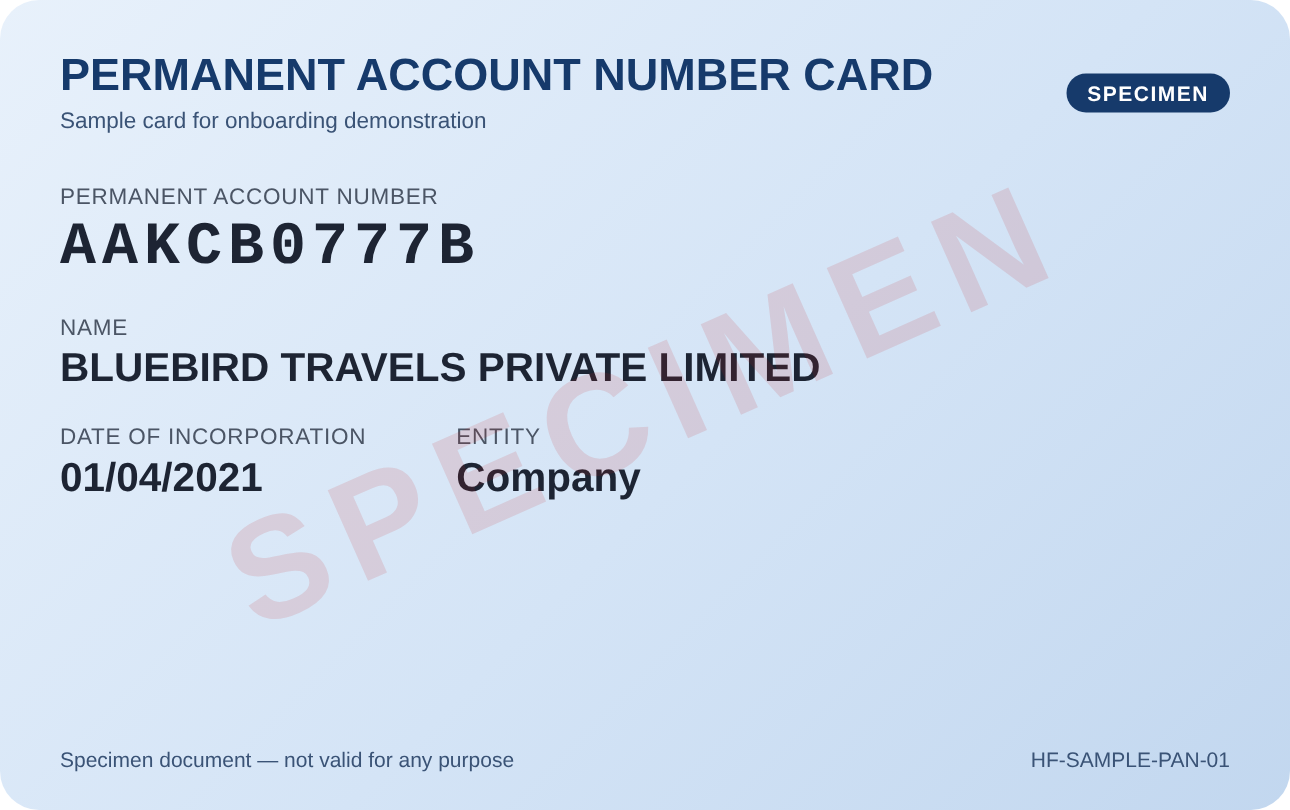 PERMANENT ACCOUNT NUMBER CARD
Sample card for onboarding demonstration
SPECIMEN
PERMANENT ACCOUNT NUMBER
AAKCB0777B
NAME
BLUEBIRD TRAVELS PRIVATE LIMITED
DATE OF INCORPORATION
01/04/2021
ENTITY
Company
SPECIMEN
Specimen document — not valid for any purpose
HF-SAMPLE-PAN-01